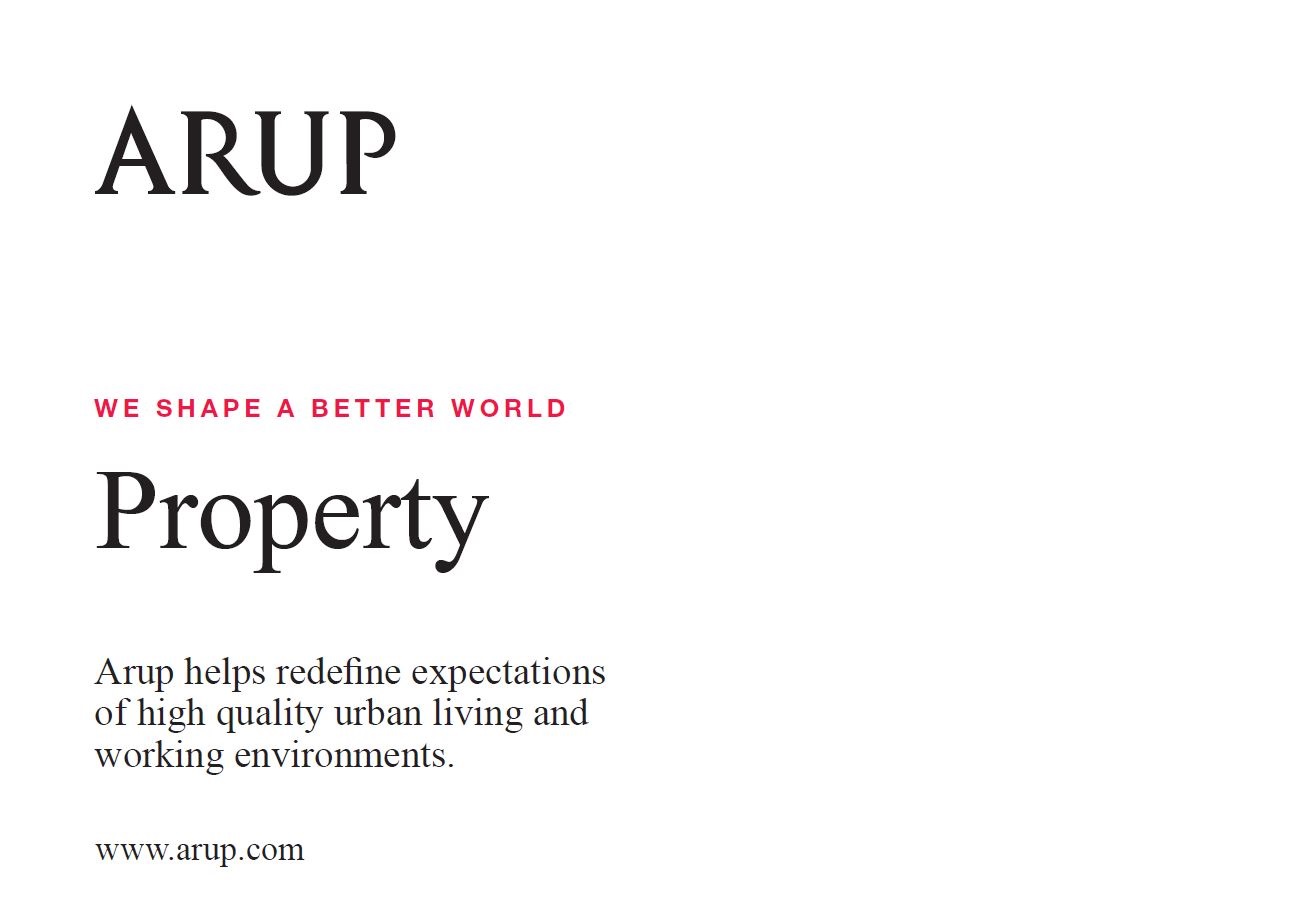 ARUP
WE SHAPE A BETTER WORLD
Property
Arup helps redefine expectations
of high quality urban living and
working environments.
www.arup.com